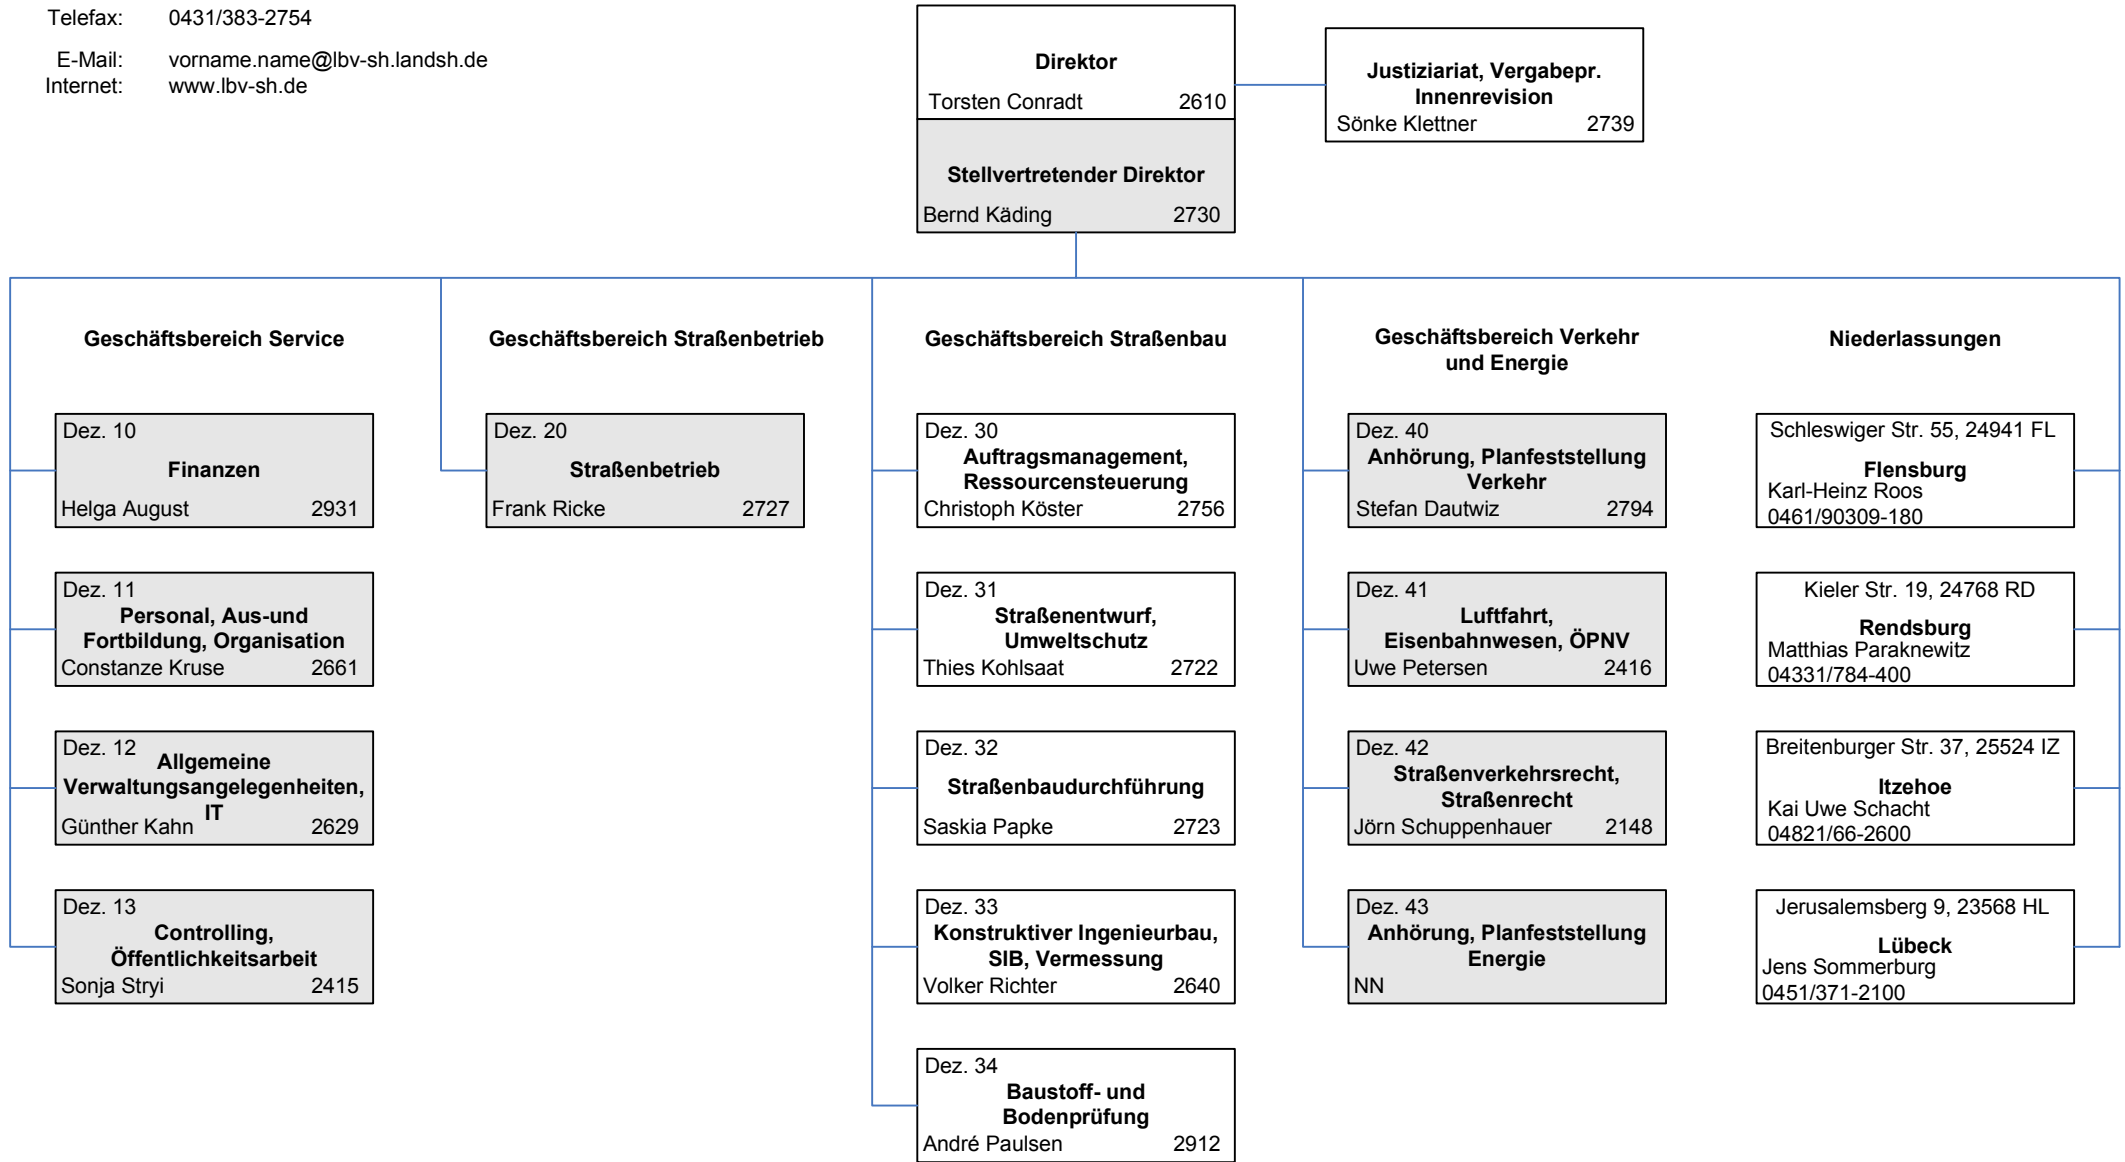 Telefax: 0431/383-2754
E-Mail: vorname.name@lbv-sh.landsh.de
Internet: www.lbv-sh.de
Direktor
Torsten Conradt 2610
Justiziariat, Vergabepr.
Innenrevision
Sönke Klettner 2739
Stellvertretender Direktor
Bernd Käding 2730
Geschäftsbereich Service
Dez. 10
Finanzen
Helga August 2931
Dez. 11
Personal, Aus-und
Fortbildung, Organisation
Constanze Kruse 2661
Dez. 12
Allgemeine
Verwaltungsangelegenheiten,
IT
Günther Kahn 2629
Dez. 13
Controlling,
Öffentlichkeitsarbeit
Sonja Stryi 2415
Geschäftsbereich Straßenbetrieb
Dez. 20
Straßenbetrieb
Frank Ricke 2727
Geschäftsbereich Straßenbau
Dez. 30
Auftragsmanagement,
Ressourcensteuerung
Christoph Köster 2756
Dez. 31
Straßenentwurf,
Umweltschutz
Thies Kohlsaat 2722
Dez. 32
Straßenbaudurchführung
Saskia Papke 2723
Dez. 33
Konstruktiver Ingenieurbau,
SIB, Vermessung
Volker Richter 2640
Dez. 34
Baustoff- und
Bodenprüfung
André Paulsen 2912
Geschäftsbereich Verkehr
und Energie
Dez. 40
Anhörung, Planfeststellung
Verkehr
Stefan Dautwiz 2794
Dez. 41
Luftfahrt,
Eisenbahnwesen, ÖPNV
Uwe Petersen 2416
Dez. 42
Straßenverkehrsrecht,
Straßenrecht
Jörn Schuppenhauer 2148
Dez. 43
Anhörung, Planfeststellung
Energie
NN
Niederlassungen
Schleswiger Str. 55, 24941 FL
Flensburg
Karl-Heinz Roos
0461/90309-180
Kieler Str. 19, 24768 RD
Rendsburg
Matthias Paraknewitz
04331/784-400
Breitenburger Str. 37, 25524 IZ
Itzehoe
Kai Uwe Schacht
04821/66-2600
Jerusalemsberg 9, 23568 HL
Lübeck
Jens Sommerburg
0451/371-2100